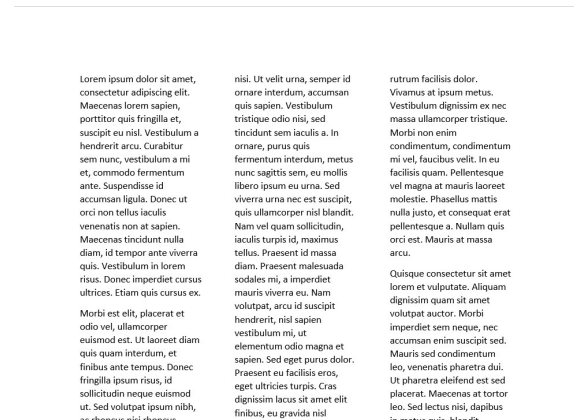 Lorem ipsum dolor sit amet,
consectetur adipiscing elit.
Maecenas lorem sapien,
porttitor quis fringilla et,
suscipit eu nisl. Vestibulum a
hendrerit arcu. Curabitur
sem nunc, vestibulum a mi
et, commodo fermentum
ante. Suspendisse id
accumsan ligula. Donec ut
orci non tellus iaculis
venenatis non at sapien.
Maecenas tincidunt nulla
diam, id tempor ante viverra
quis. Vestibulum in lorem
risus. Donec imperdiet cursus
ultrices. Etiam quis cursus ex.
Morbi est elit, placerat et
odio vel, ullamcorper
euismod est. Ut laoreet diam
quis quam interdum, et
finibus ante tempus. Donec
fringilla ipsum risus, id
sollicitudin neque euismod
ut. Sed volutpat ipsum nibh,
nisi. Ut velit urna, semper id
ornare interdum, accumsan
quis sapien. Vestibulum
tristique odio nisi, sed
tincidunt sem iaculis a. In
ornare, purus quis
fermentum interdum, metus
nunc sagittis sem, eu mollis
libero ipsum eu urna. Sed
viverra urna nec est suscipit,
quis ullamcorper nisl blandit.
Nam vel quam sollicitudin,
iaculis turpis id, maximus
tellus. Praesent id massa
diam. Praesent malesuada
sodales mi, a imperdiet
mauris viverra eu. Nam
volutpat, arcu id suscipit
hendrerit, nisl sapien
vestibulum mi, ut
elementum odio magna et
sapien. Sed eget purus dolor.
Praesent eu facilisis eros,
eget ultricies turpis. Cras
dignissim lacus sit amet elit
finibus, eu gravida nisl
rutrum facilisis dolor.
Vivamus at ipsum metus.
Vestibulum dignissim ex nec
massa ullamcorper tristique.
Morbi non enim
condimentum, condimentum
mi vel, faucibus velit. In eu
facilisis quam. Pellentesque
vel magna at mauris laoreet
molestie. Phasellus mattis
nulla justo, et consequat erat
pellentesque a. Nullam quis
orci est. Mauris at massa
arcu.
Quisque consectetur sit amet
lorem et vulputate. Aliquam
dignissim quam sit amet
volutpat auctor. Morbi
imperdiet sem neque, nec
accumsan enim suscipit sed.
Mauris sed condimentum
leo, venenatis pharetra dui.
Ut pharetra eleifend est sed
placerat. Maecenas at tortor
leo. Sed lectus nisi, dapibus